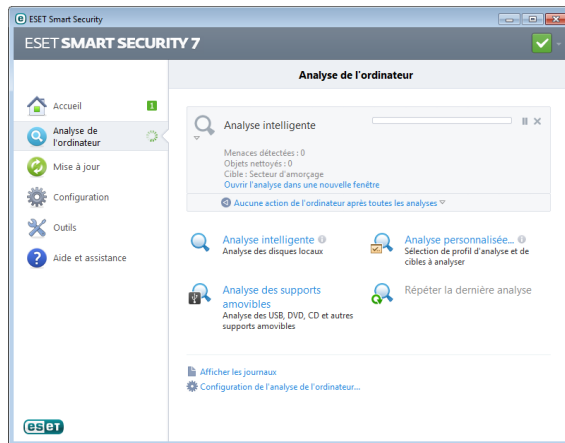 ESET Smart Security
ESET SMART SECURITY 7
Analyse de l'ordinateur
Accueil
1
Analyse de
l'ordinateur
Mise à jour
Configuration
Outils
Aide et assistance
Analyse intelligente
Menaces détectées : 0
Objets nettoyés : 0
Cible : Secteur d'amorçage
Ouvrir l'analyse dans une nouvelle fenêtre
Aucune action de l'ordinateur après toutes les analyses
Analyse intelligente
Analyse des disques locaux
Analyse personnalisée...
Sélection de profil d'analyse et de
cibles à analyser
Analyse des supports
amovibles
Analyse des USB, DVD, CD et autres
supports amovibles
Répéter la dernière analyse
Afficher les journaux
Configuration de l'analyse de l'ordinateur...
eset